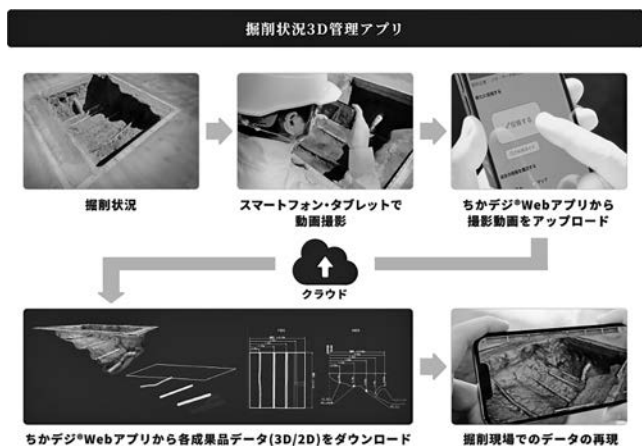 掘削状況3D管理アプリ
投稿する
掘削状況
スマートフォン・タブレットで
動画撮影
ちかデジ®Webアプリから
撮影動画をアップロード
クラウド
ちかデジ®Webアプリから各成果品データ(3D/2D)をダウンロード
掘削現場でのデータの再現